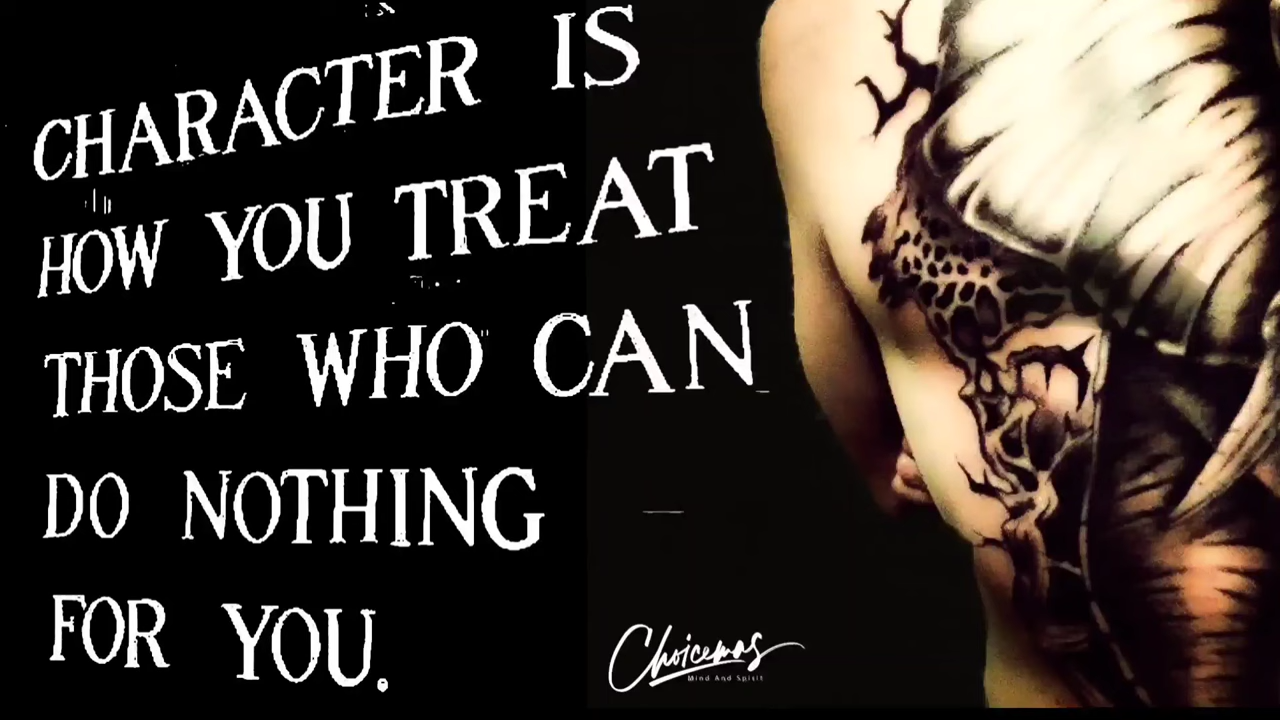 CHARACTER IS
HOW YOU TREAT
THOSE WHO CAN
DO NOTHING
FOR YOU.
Choicemas
Mind And Spirit